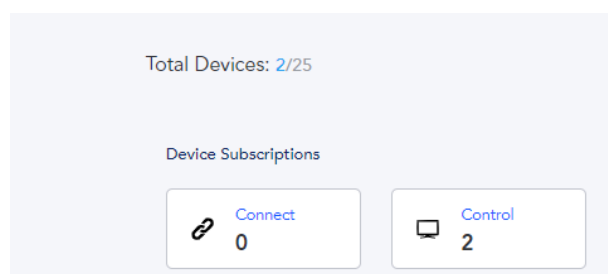 Total Devices: 2/25
Device Subscriptions
Connect
0
Control
2